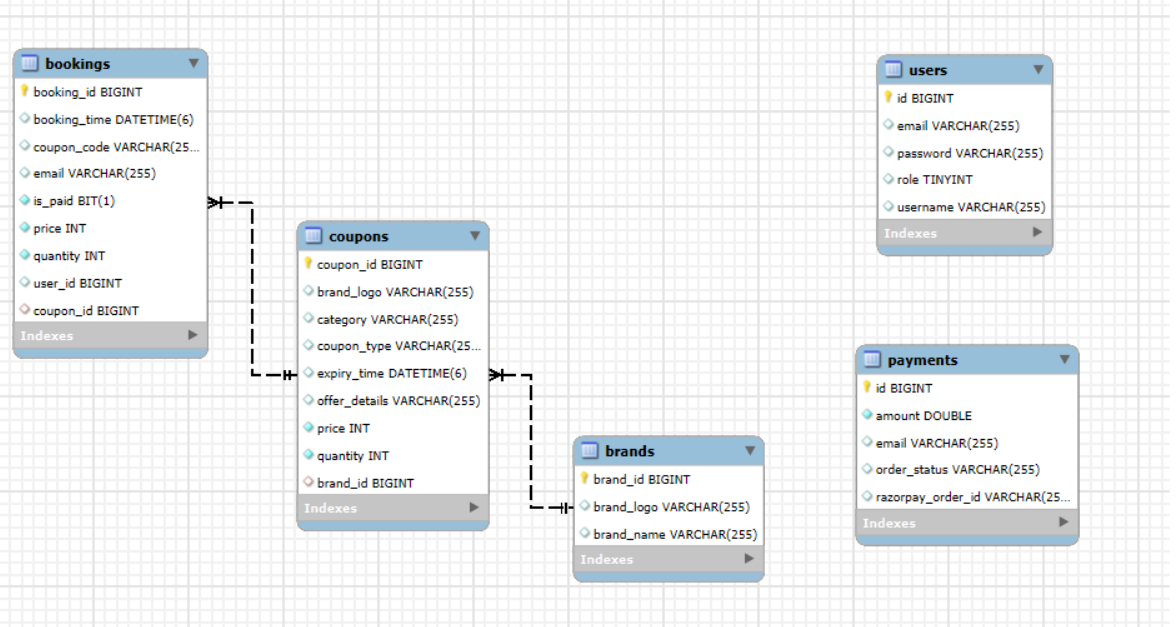 bookings
booking_id BIGINT
booking_time DATETIME(6)
coupon_code VARCHAR(25...
email VARCHAR(255)
is_paid BIT(1)
price INT
quantity INT
user_id BIGINT
coupon_id BIGINT
Indexes
coupons
coupon_id BIGINT
brand_logo VARCHAR(255)
category VARCHAR(255)
coupon_type VARCHAR(25...
expiry_time DATETIME(6)
offer_details VARCHAR(255)
price INT
quantity INT
brand_id BIGINT
Indexes
brands
brand_id BIGINT
brand_logo VARCHAR(255)
brand_name VARCHAR(255)
Indexes
users
id BIGINT
email VARCHAR(255)
password VARCHAR(255)
role TINYINT
username VARCHAR(255)
Indexes
payments
id BIGINT
amount DOUBLE
email VARCHAR(255)
order_status VARCHAR(255)
razorpay_order_id VARCHAR(25...
Indexes